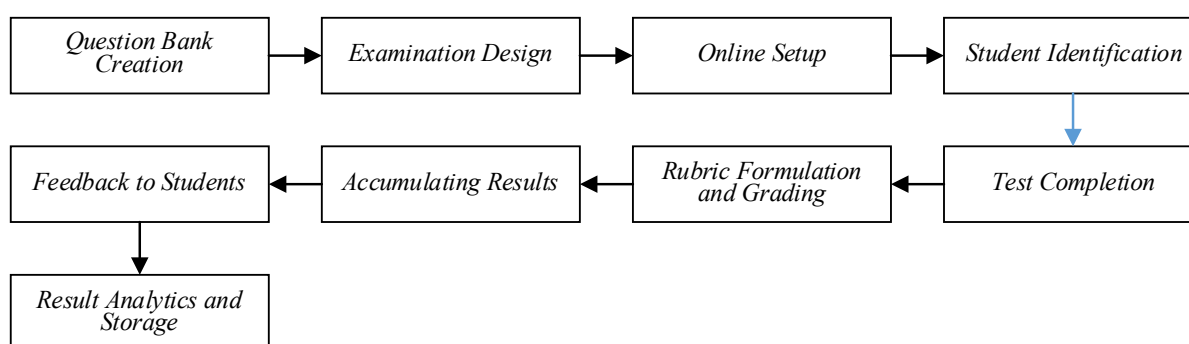 Question Bank
Creation
Examination Design
Online Setup
Student Identification
Feedback to Students
Accumulating Results
Rubric Formulation
and Grading
Test Completion
Result Analytics and
Storage